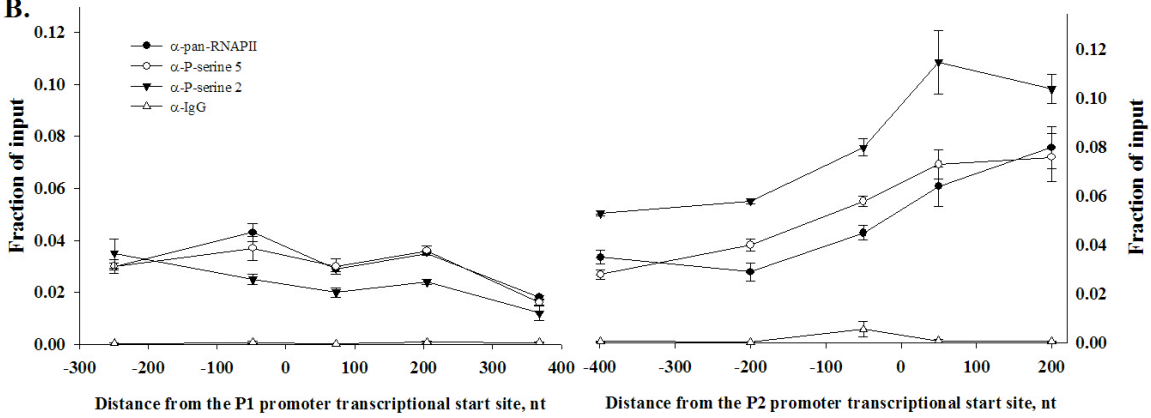 B.
Fraction of input
0.12
0.10
0.08
0.06
0.04
0.02
0.00
α-pan-RNAPII
α-P-serine 5
α-P-serine 2
α-IgG
-300 -200 -100 0 100 200 300 400
Distance from the P1 promoter transcriptional start site, nt
0.12
0.10
0.08
0.06
0.04
0.02
0.00
Fraction of input
-400 -300 -200 -100 0 100 200
Distance from the P2 promoter transcriptional start site, nt